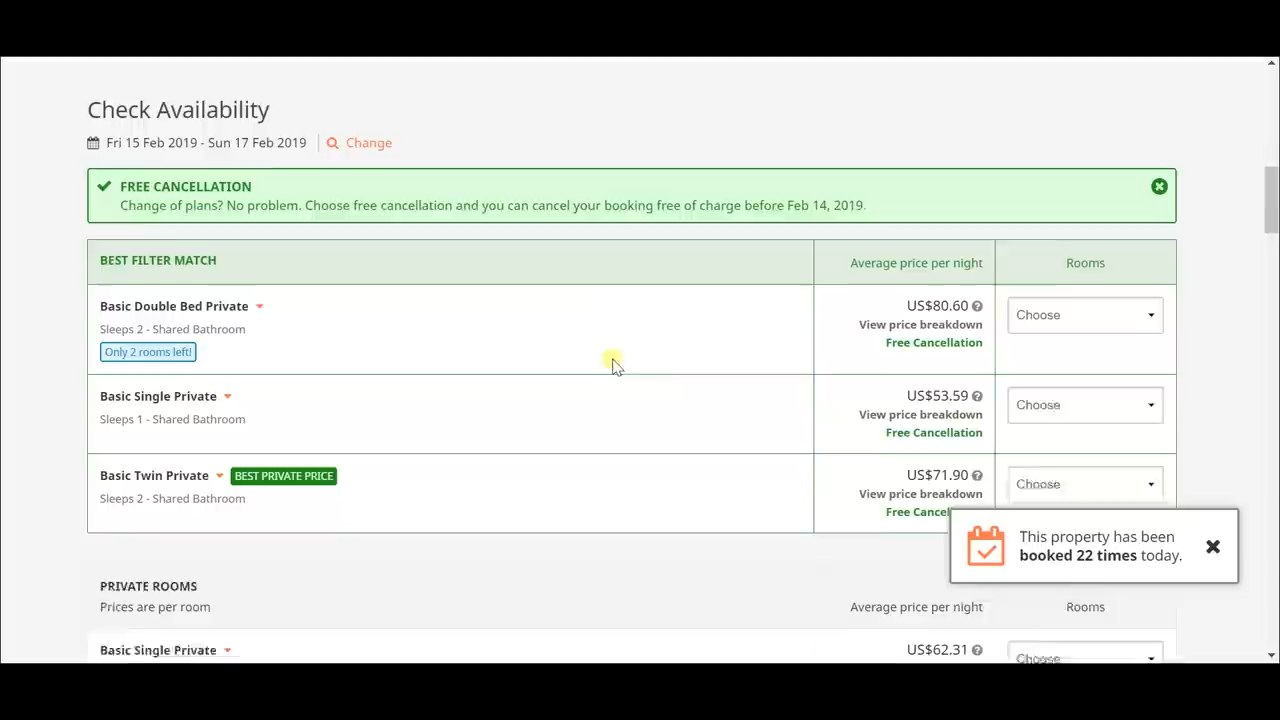 Check Availability
Fri 15 Feb 2019 - Sun 17 Feb 2019 Change
FREE CANCELLATION
Change of plans? No problem. Choose free cancellation and you can cancel your booking free of charge before Feb 14, 2019.
BEST FILTER MATCH Average price per night Rooms
Basic Double Bed Private US$80.60 Choose
Sleeps 2 - Shared Bathroom View price breakdown
Only 2 rooms left! Free Cancellation
Basic Single Private US$53.59 Choose
Sleeps 1 - Shared Bathroom View price breakdown
Free Cancellation
Basic Twin Private BEST PRIVATE PRICE US$71.90 Choose
Sleeps 2 - Shared Bathroom View price breakdown
Free Cancel
This property has been
booked 22 times today.
PRIVATE ROOMS
Prices are per room Average price per night Rooms
Basic Single Private US$62.31 Choose